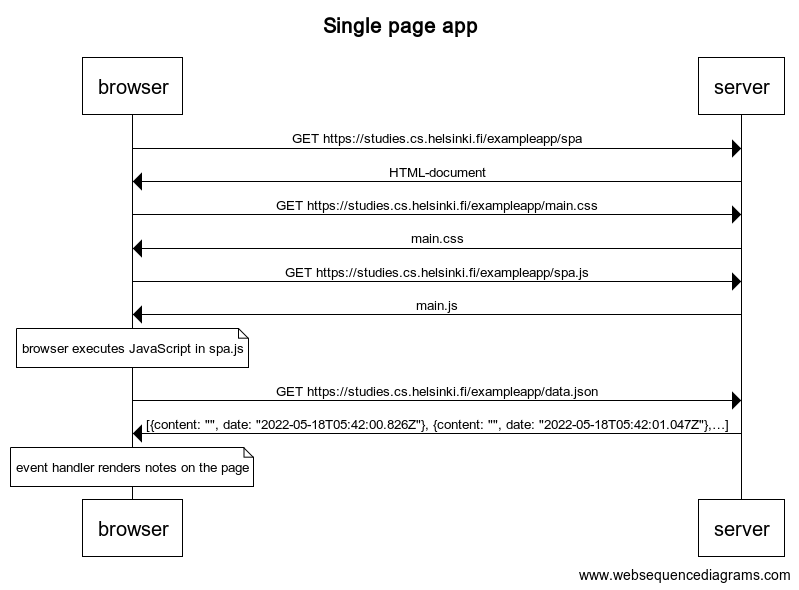 Single page app
browser
server
GET https://studies.cs.helsinki.fi/exampleapp/spa
HTML-document
GET https://studies.cs.helsinki.fi/exampleapp/main.css
main.css
GET https://studies.cs.helsinki.fi/exampleapp/spa.js
main.js
browser executes JavaScript in spa.js
GET https://studies.cs.helsinki.fi/exampleapp/data.json
[{content: "", date: "2022-05-18T05:42:00.826Z"}, {content: "", date: "2022-05-18T05:42:01.047Z"},…]
event handler renders notes on the page
browser
server
www.websequencediagrams.com